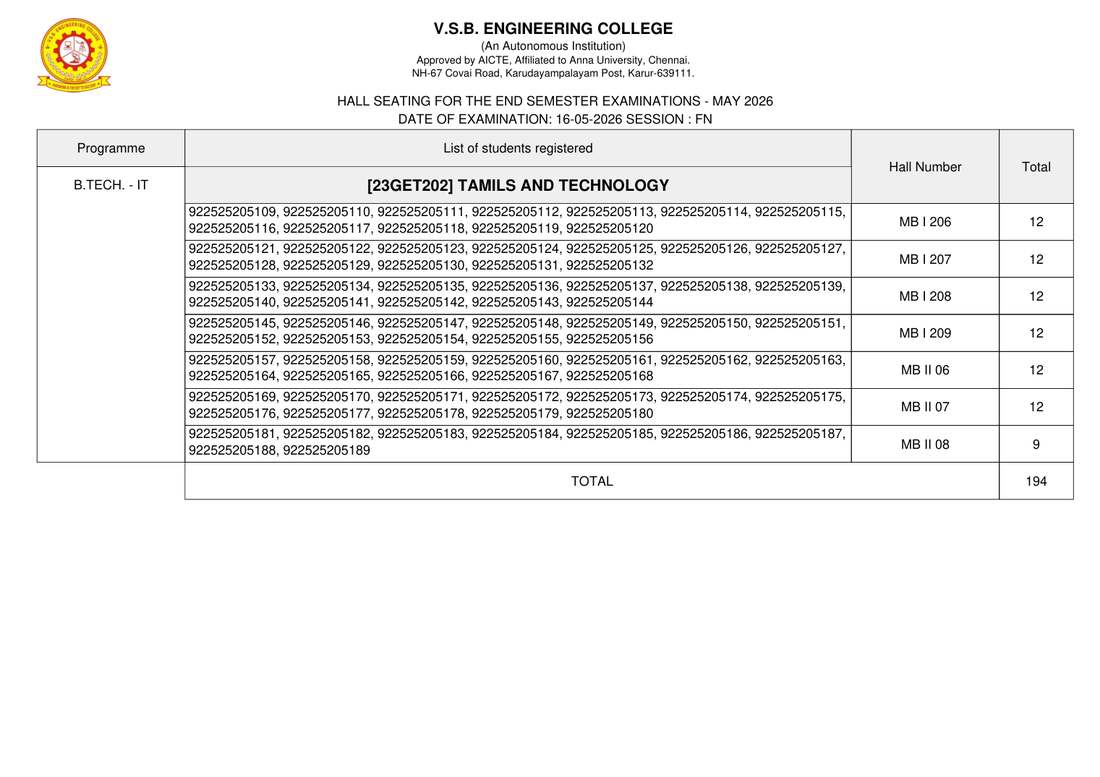 V.S.B. ENGINEERING COLLEGE
(An Autonomous Institution)
Approved by AICTE, Affiliated to Anna University, Chennai.
NH-67 Covai Road, Karudayampalayam Post, Karur-639111.
HALL SEATING FOR THE END SEMESTER EXAMINATIONS - MAY 2026
DATE OF EXAMINATION: 16-05-2026 SESSION : FN
Programme
List of students registered
Hall Number
Total
B.TECH. - IT
[23GET202] TAMILS AND TECHNOLOGY
922525205109, 922525205110, 922525205111, 922525205112, 922525205113, 922525205114, 922525205115,
922525205116, 922525205117, 922525205118, 922525205119, 922525205120
MB I 206
12
922525205121, 922525205122, 922525205123, 922525205124, 922525205125, 922525205126, 922525205127,
922525205128, 922525205129, 922525205130, 922525205131, 922525205132
MB I 207
12
922525205133, 922525205134, 922525205135, 922525205136, 922525205137, 922525205138, 922525205139,
922525205140, 922525205141, 922525205142, 922525205143, 922525205144
MB I 208
12
922525205145, 922525205146, 922525205147, 922525205148, 922525205149, 922525205150, 922525205151,
922525205152, 922525205153, 922525205154, 922525205155, 922525205156
MB I 209
12
922525205157, 922525205158, 922525205159, 922525205160, 922525205161, 922525205162, 922525205163,
922525205164, 922525205165, 922525205166, 922525205167, 922525205168
MB II 06
12
922525205169, 922525205170, 922525205171, 922525205172, 922525205173, 922525205174, 922525205175,
922525205176, 922525205177, 922525205178, 922525205179, 922525205180
MB II 07
12
922525205181, 922525205182, 922525205183, 922525205184, 922525205185, 922525205186, 922525205187,
922525205188, 922525205189
MB II 08
9
TOTAL
194